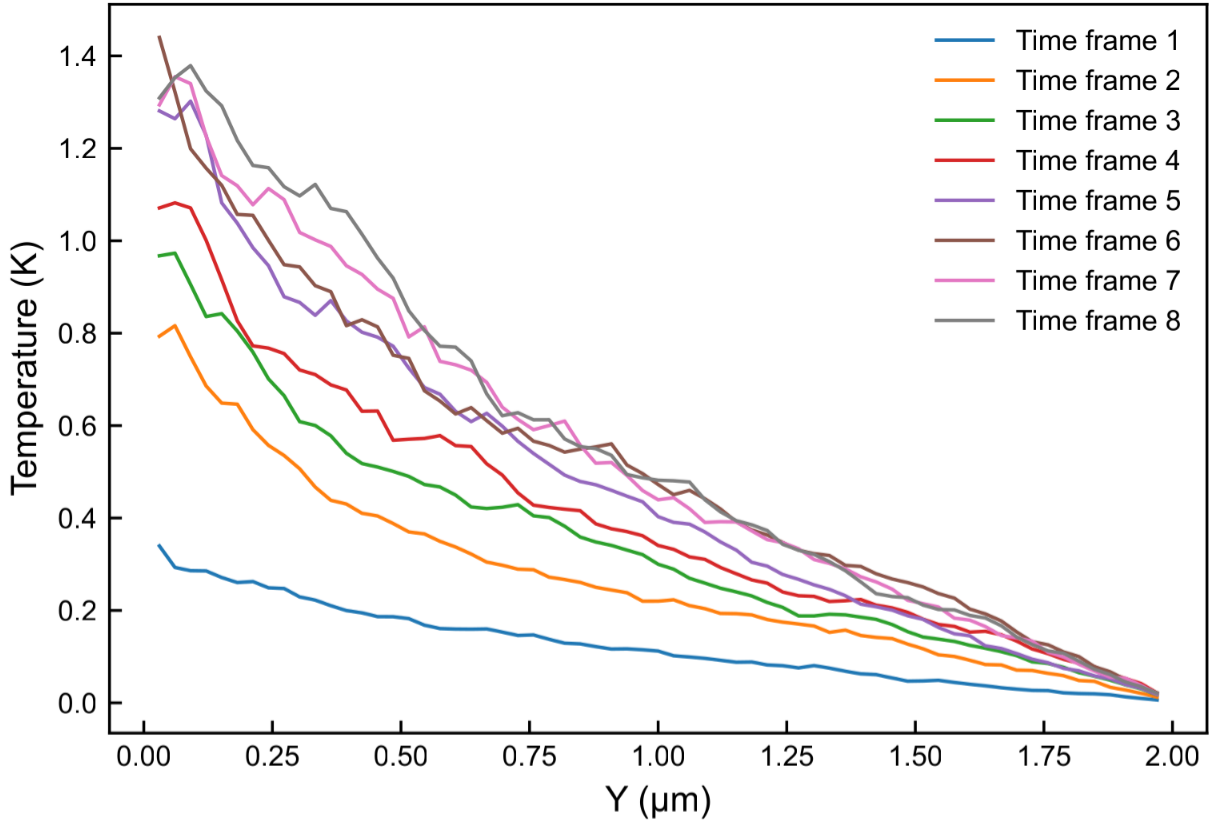 Time frame 1
Time frame 2
Time frame 3
Time frame 4
Time frame 5
Time frame 6
Time frame 7
Time frame 8
Temperature (K)
1.4
1.2
1.0
0.8
0.6
0.4
0.2
0.0
0.00 0.25 0.50 0.75 1.00 1.25 1.50 1.75 2.00
Y (μm)